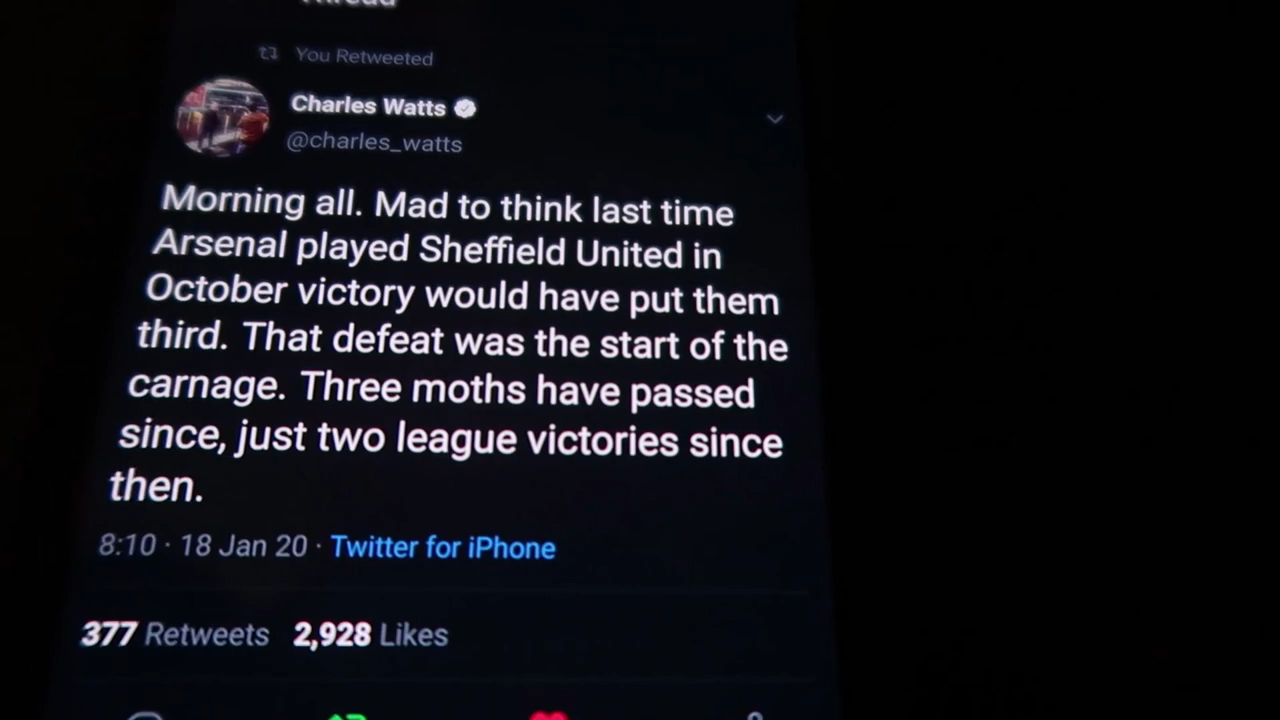 Thread
You Retweeted
Charles Watts
@charles_watts
Morning all. Mad to think last time
Arsenal played Sheffield United in
October victory would have put them
third. That defeat was the start of the
carnage. Three moths have passed
since, just two league victories since
then.
8:10 · 18 Jan 20 · Twitter for iPhone
377 Retweets 2,928 Likes